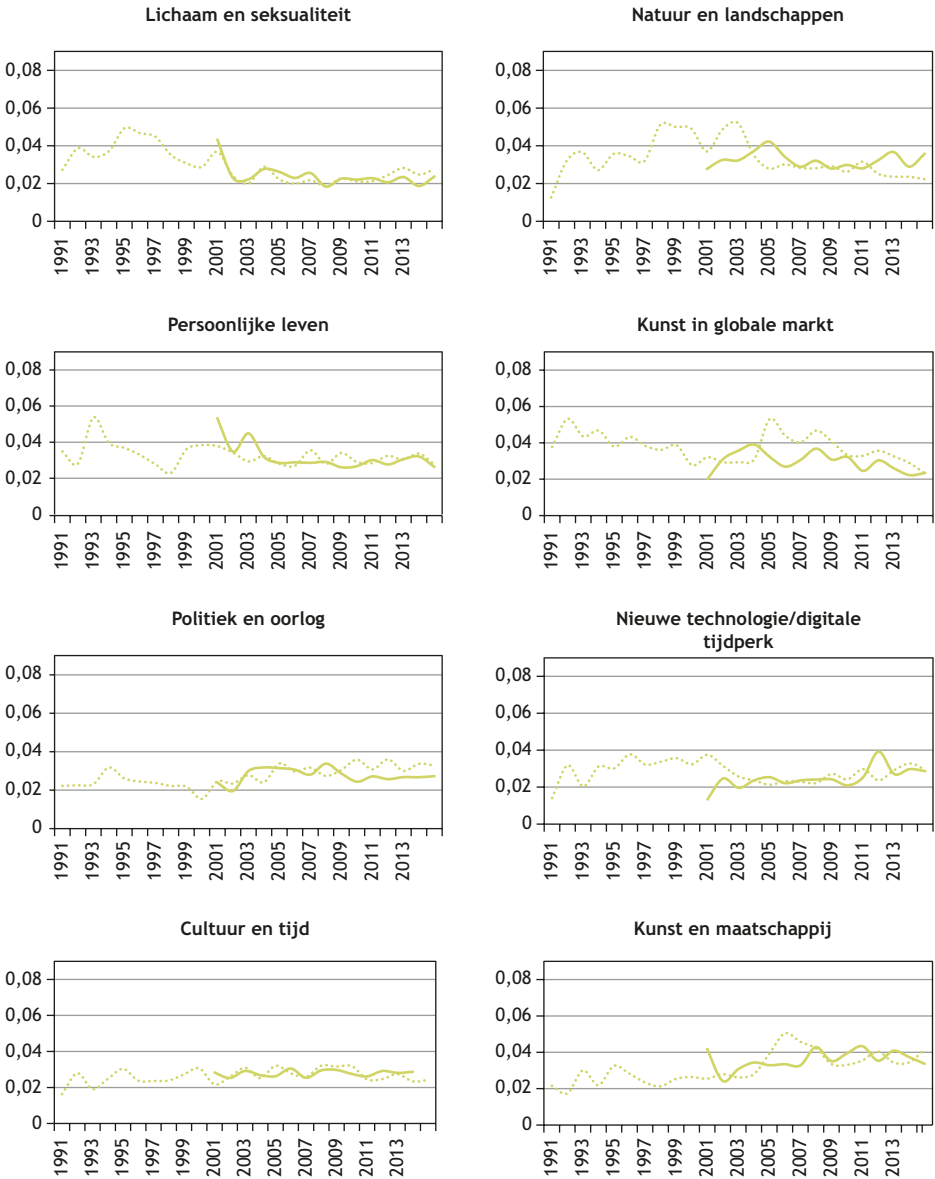 Lichaam en seksualiteit
0,08
0,06
0,04
0,02
0
1991 1993 1995 1997 1999 2001 2003 2005 2007 2009 2011 2013
Natuur en landschappen
0,08
0,06
0,04
0,02
0
1991 1993 1995 1997 1999 2001 2003 2005 2007 2009 2011 2013
Persoonlijke leven
0,08
0,06
0,04
0,02
0
1991 1993 1995 1997 1999 2001 2003 2005 2007 2009 2011 2013
Kunst in globale markt
0,08
0,06
0,04
0,02
0
1991 1993 1995 1997 1999 2001 2003 2005 2007 2009 2011 2013
Politiek en oorlog
0,08
0,06
0,04
0,02
0
1991 1993 1995 1997 1999 2001 2003 2005 2007 2009 2011 2013
Nieuwe technologie/digitale
tijdperk
0,08
0,06
0,04
0,02
0
1991 1993 1995 1997 1999 2001 2003 2005 2007 2009 2011 2013
Cultuur en tijd
0,08
0,06
0,04
0,02
0
1991 1993 1995 1997 1999 2001 2003 2005 2007 2009 2011 2013
Kunst en maatschappij
0,08
0,06
0,04
0,02
0
1991 1993 1995 1997 1999 2001 2003 2005 2007 2009 2011 2013